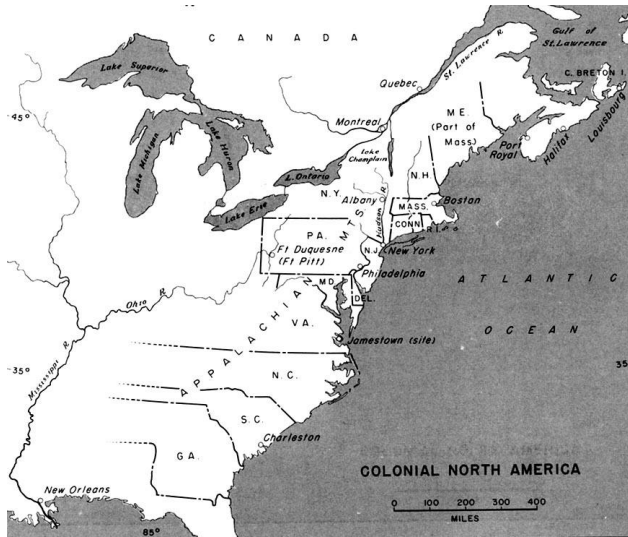 CANADA
Gulf of
St. Lawrence
Lake Superior
St. Lawrence R.
C. BRETON I.
Quebec
45°
Montreal
ME.
(Part of
Mass)
Port
Royal
Halifax
Louisbourg
Lake Michigan
Lake Huron
Lake
Champlain
N.H.
L. Ontario
N.Y.
Albany
Hudson R.
MASS.
Boston
Lake Erie
CONN.
R.I.
PA.
N.J.
New York
Ft Duquesne
(Ft Pitt)
Philadelphia
MD.
DEL.
ATLANTIC
OCEAN
Ohio R.
APPALACHIAN MTS
VA.
Jamestown (site)
Mississippi R.
35°
35
N.C.
S.C.
Charleston
GA.
COLONIAL NORTH AMERICA
New Orleans
0 100 200 300 400
MILES
85°